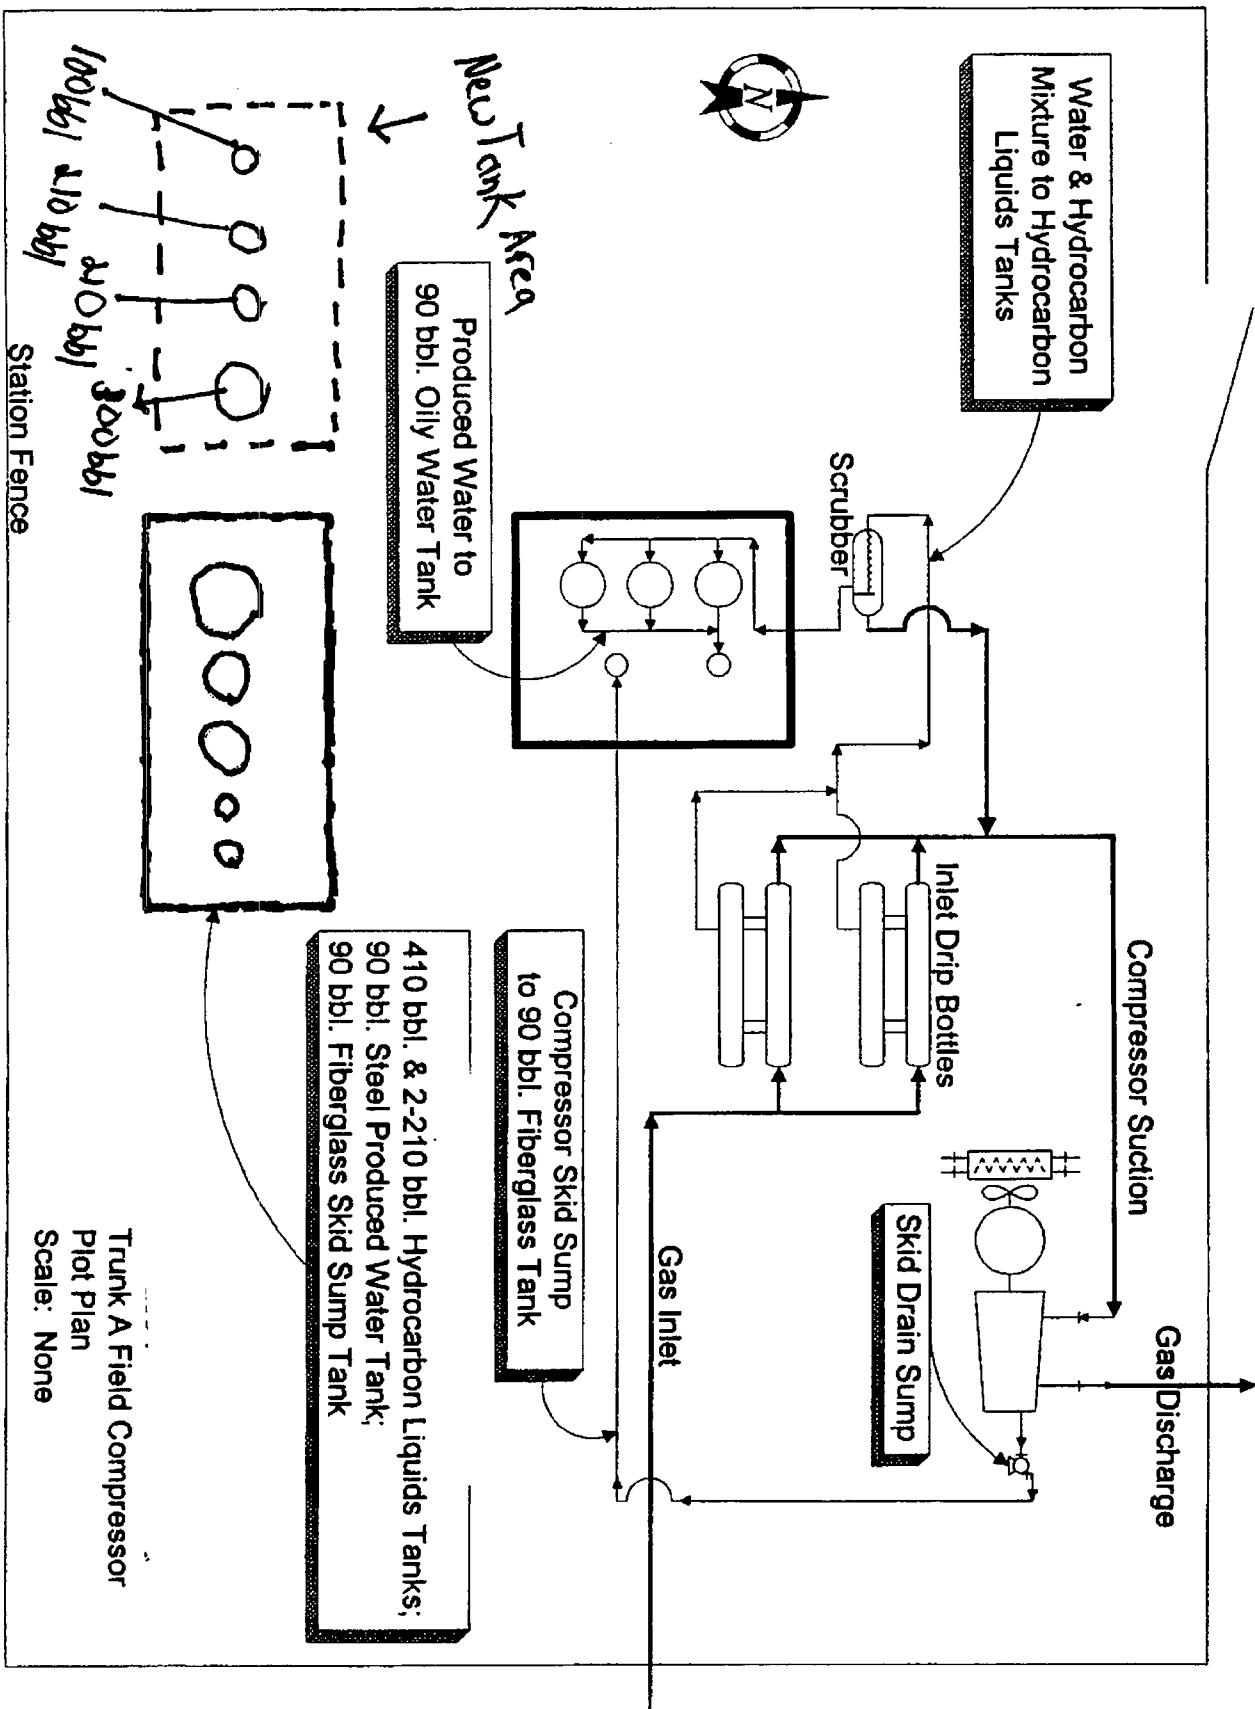 Water & Hydrocarbon
Mixture to Hydrocarbon
Liquids Tanks
Compressor Suction
Gas Discharge
N
Scrubber
Inlet Drip Bottles
Skid Drain Sump
Gas Inlet
New Tank Area
Produced Water to
90 bbl. Oily Water Tank
Compressor Skid Sump
to 90 bbl. Fiberglass Tank
410 bbl. & 2-210 bbl. Hydrocarbon Liquids Tanks;
90 bbl. Steel Produced Water Tank;
90 bbl. Fiberglass Skid Sump Tank
100bbl
210 bbl
210 bbl
300bbl
Station Fence
Trunk A Field Compressor
Plot Plan
Scale: None